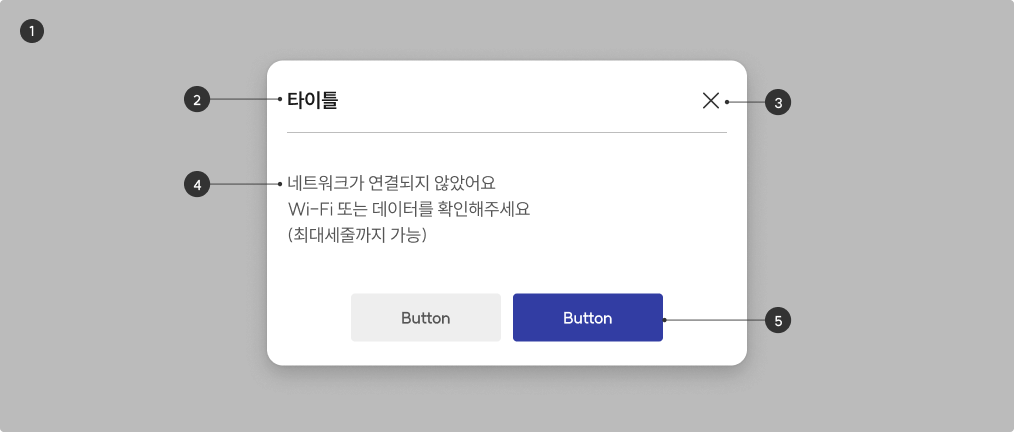 1
2
타이틀
3
4
네트워크가 연결되지 않았어요
Wi-Fi 또는 데이터를 확인해주세요
(최대세줄까지 가능)
Button
Button
5